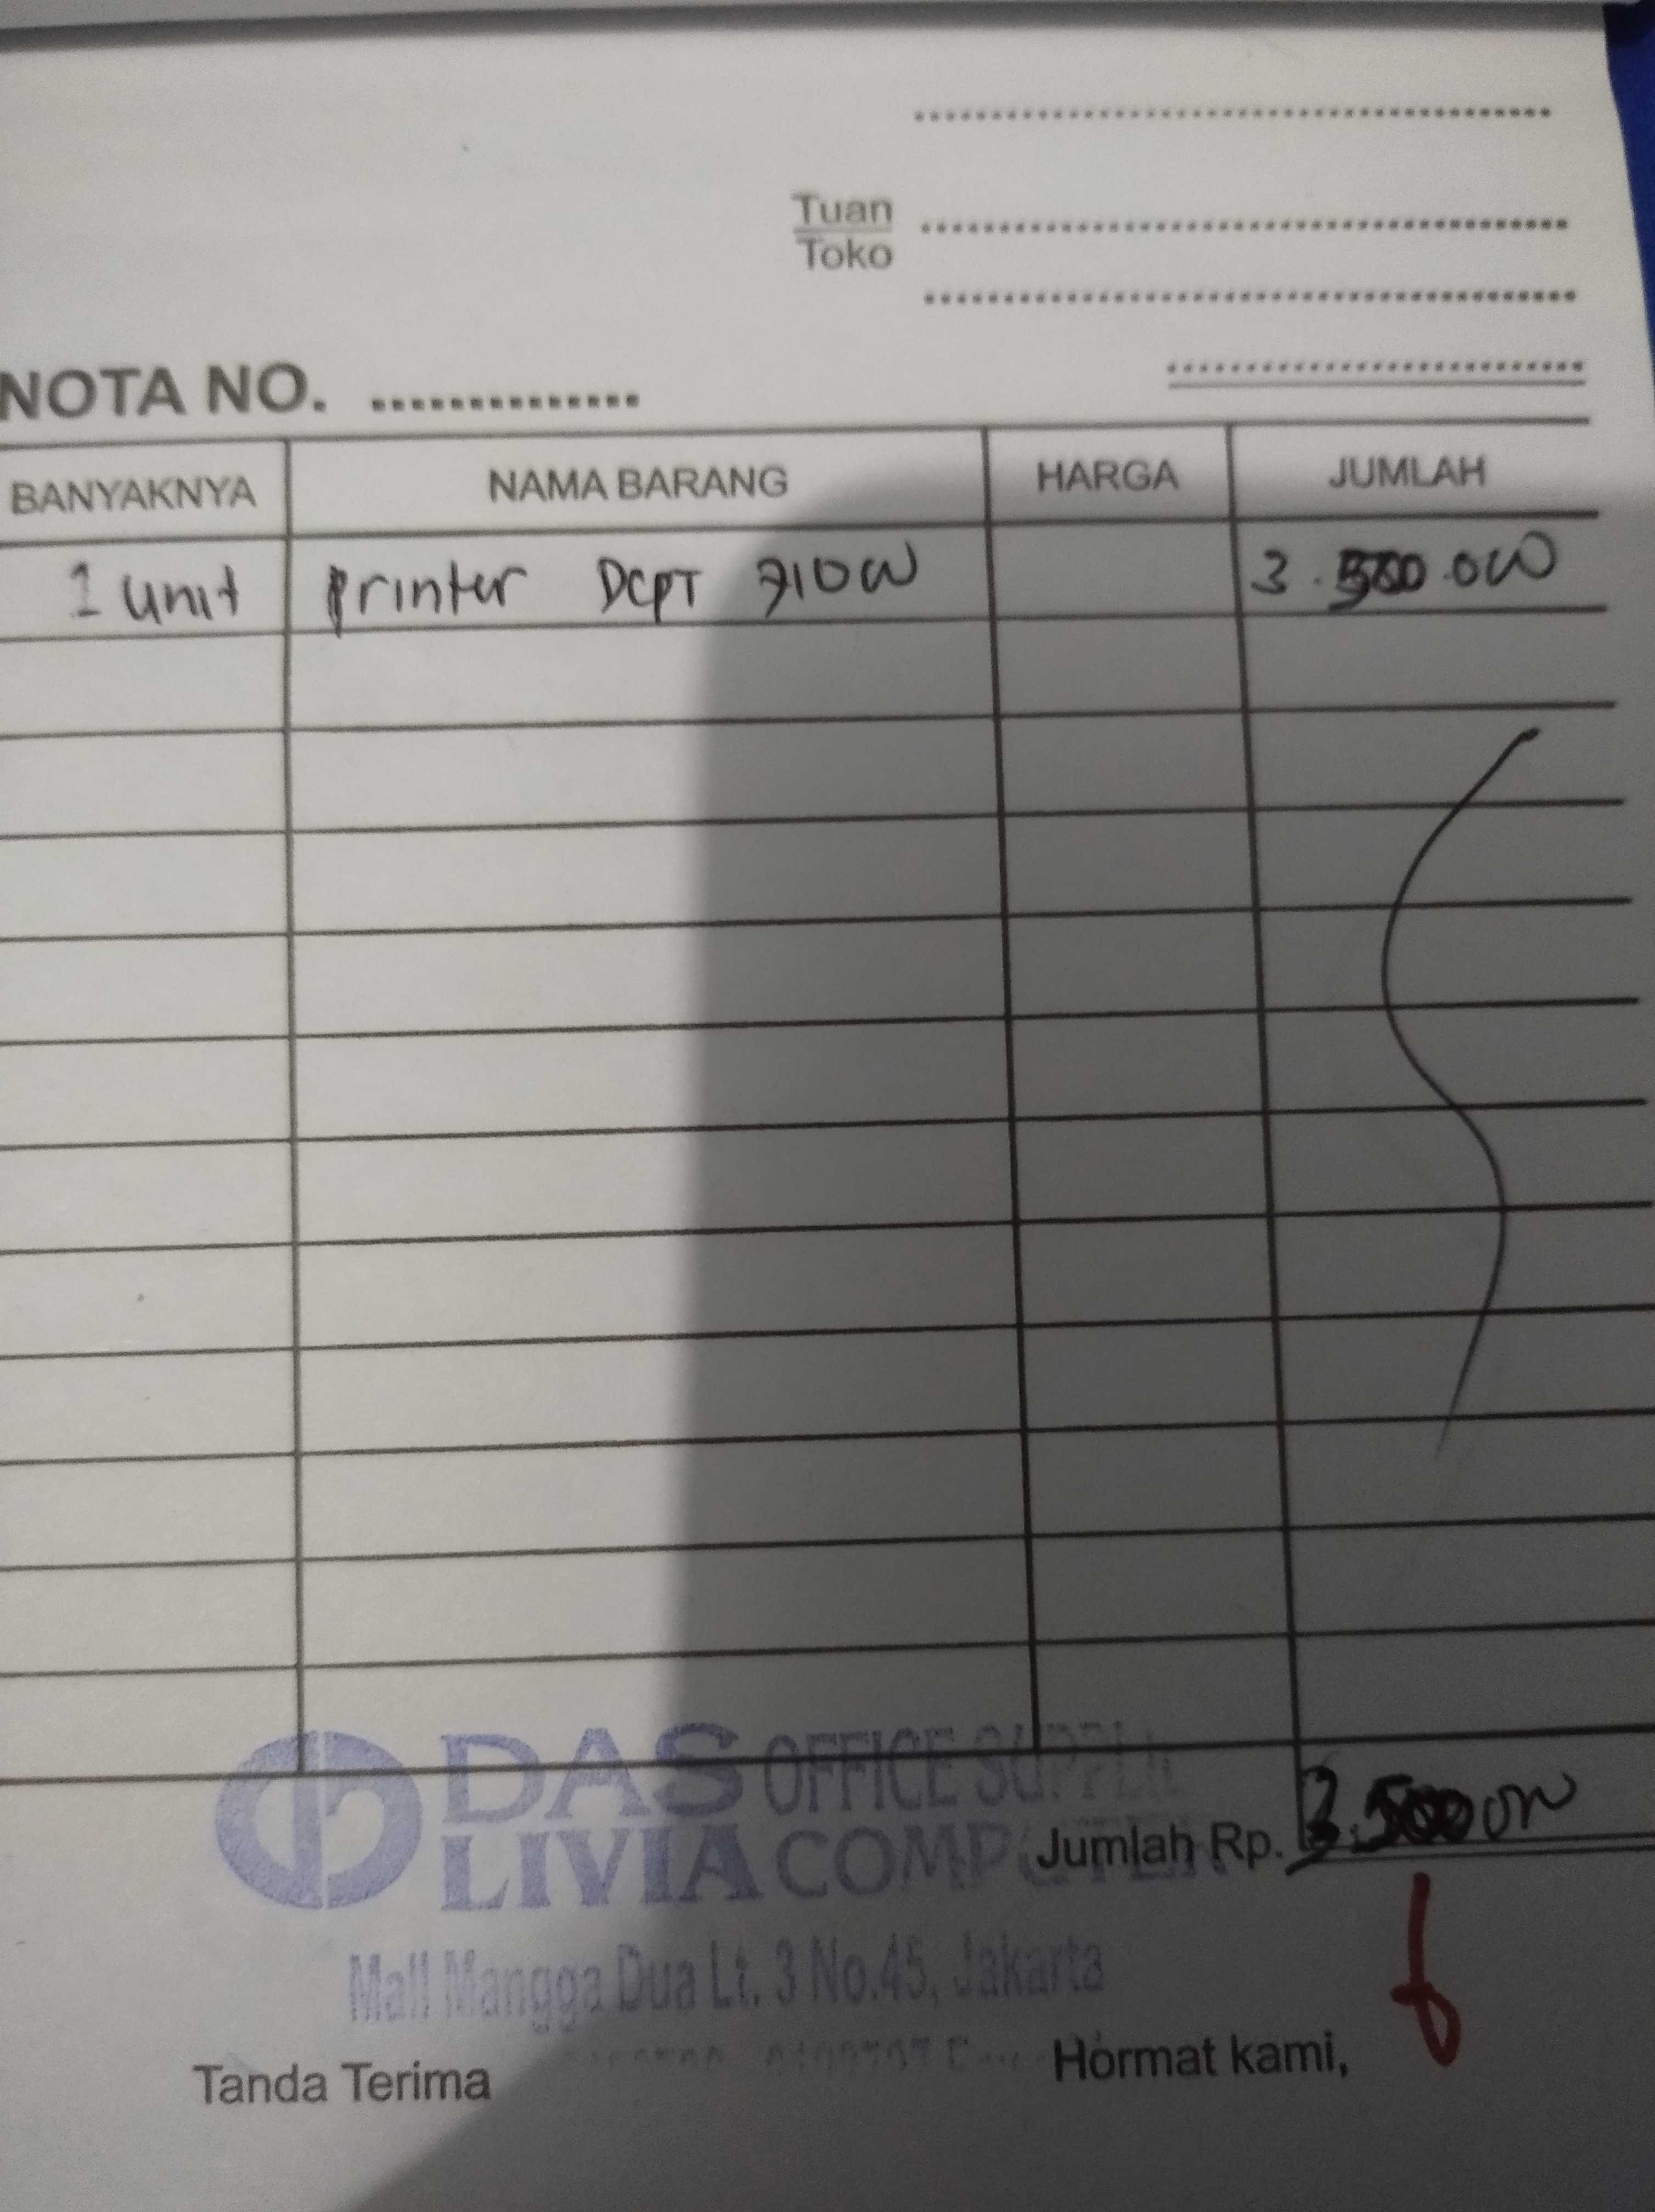 Tuan
Toko
NOTA NO.
BANYAKNYA NAMA BARANG HARGA JUMLAH
1 unit Printer DCPT 710W 3.500.000
DAS OFFICE
LIVIA COMPUTER
Jumlah Rp. 3.500.000
Mall Mangga Dua Lt. 3 No.45, Jakarta
Tanda Terima Hormat kami,